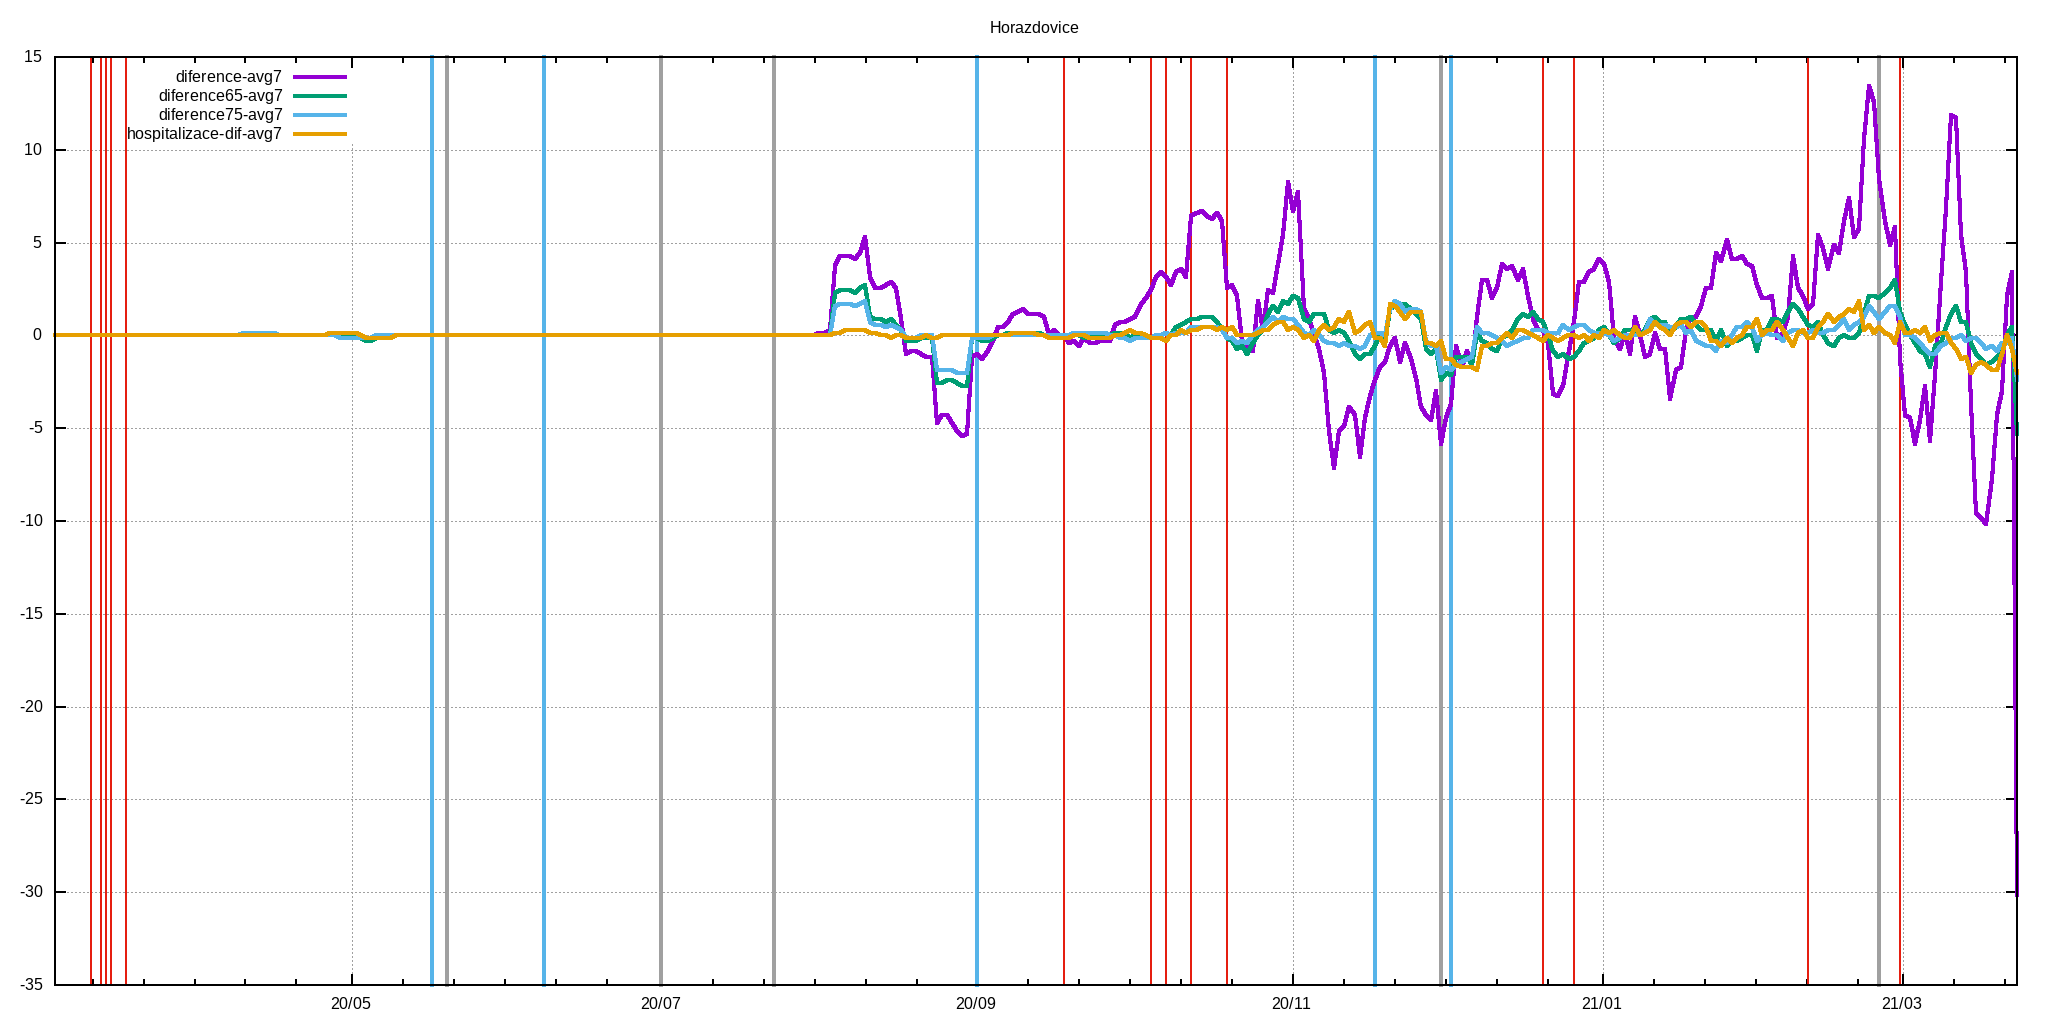 Horazdovice
15
diference-avg7
diference65-avg7
diference75-avg7
hospitalizace-dif-avg7
10
5
0
-5
-10
-15
-20
-25
-30
-35
20/05 20/07 20/09 20/11 21/01 21/03